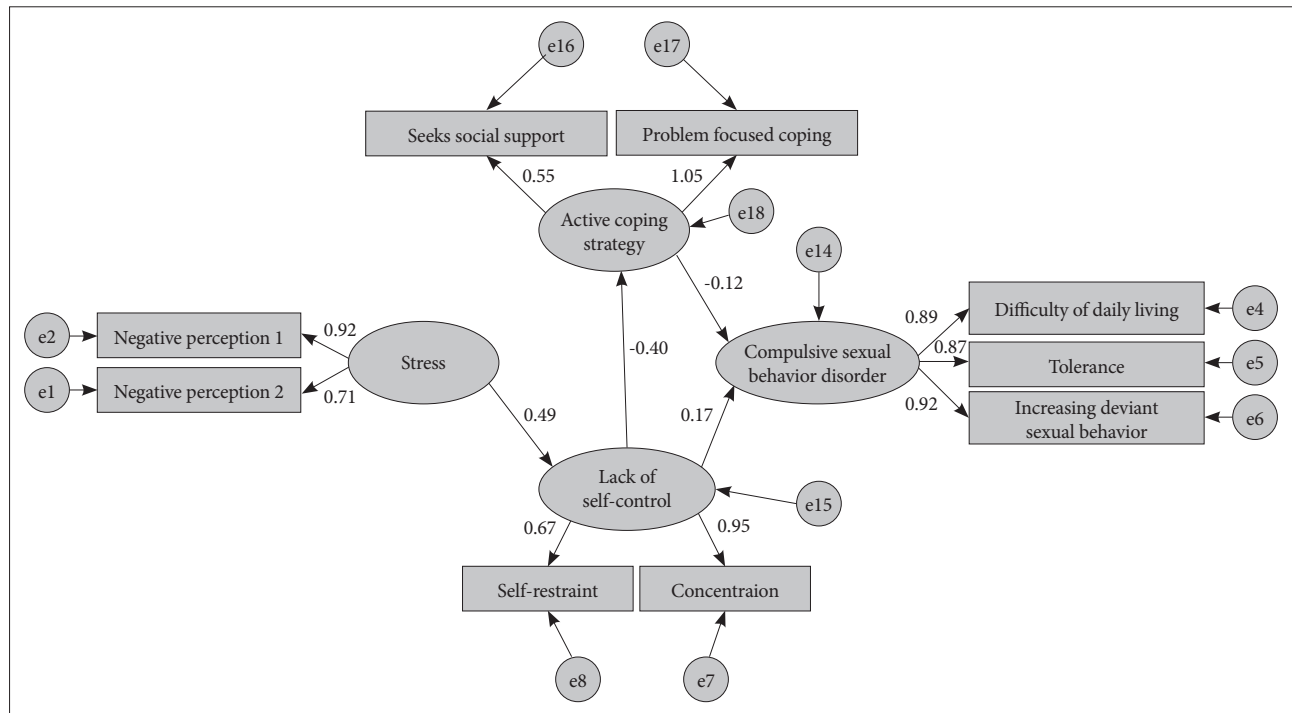 e16
e17
Seeks social support
Problem focused coping
0.55
1.05
Active coping
strategy
e18
e14
-0.12
e2
Negative perception 1
0.92
Stress
-0.40
Compulsive sexual
behavior disorder
0.89
Difficulty of daily living
e4
0.87
Tolerance
e5
e1
Negative perception 2
0.71
0.49
0.17
0.92
Increasing deviant
sexual behavior
e6
Lack of
self-control
e15
0.67
0.95
Self-restraint
Concentraion
e8
e7